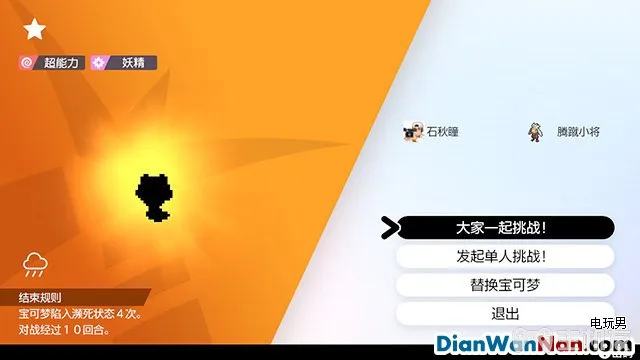 超能力 妖精
石秋瞳 腾蹴小将
大家一起挑战！
发起单人挑战！
替换宝可梦
退出
结束规则
宝可梦陷入濒死状态4次。
对战经过10回合。
电玩男
DianWanNan.com